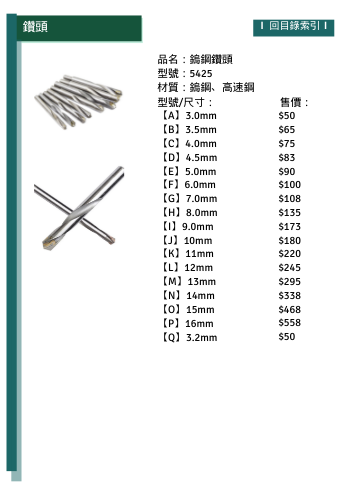 鑽頭
I 回目錄索引 I
品名：鎢鋼鑽頭
型號：5425
材質：鎢鋼、高速鋼
型號/尺寸： 售價：
【A】3.0mm $50
【B】3.5mm $65
【C】4.0mm $75
【D】4.5mm $83
【E】5.0mm $90
【F】6.0mm $100
【G】7.0mm $108
【H】8.0mm $135
【I】9.0mm $173
【J】10mm $180
【K】11mm $220
【L】12mm $245
【M】13mm $295
【N】14mm $338
【O】15mm $468
【P】16mm $558
【Q】3.2mm $50